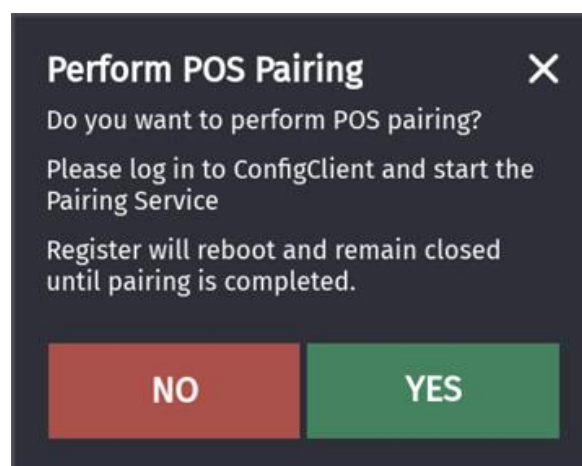 Perform POS Pairing
Do you want to perform POS pairing?
Please log in to ConfigClient and start the
Pairing Service
Register will reboot and remain closed
until pairing is completed.
NO
YES